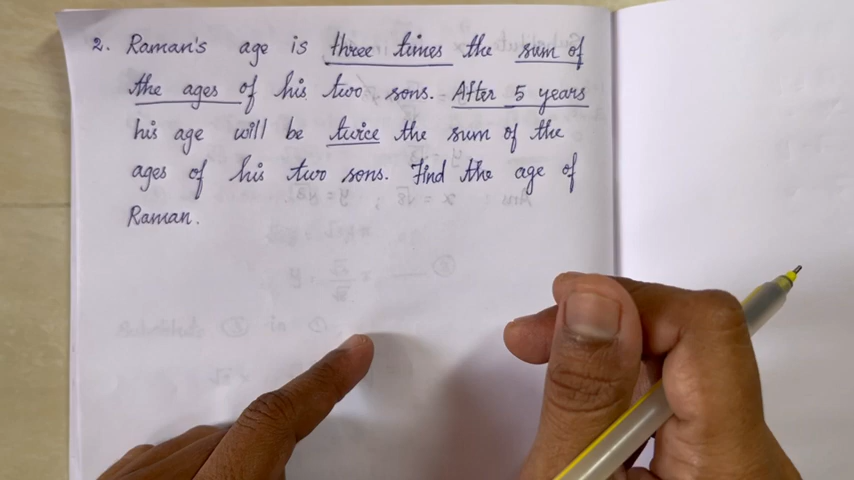 2. Raman's age is three times the sum of
the ages of his two sons. After 5 years
his age will be twice the sum of the
ages of his two sons. Find the age of
Raman.